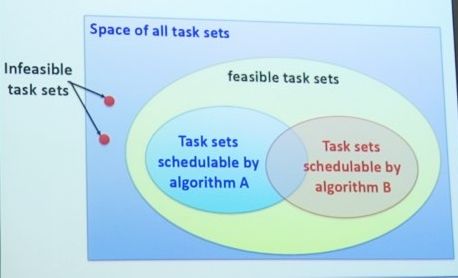 Space of all task sets
Infeasible
task sets
feasible task sets
Task sets
schedulable by
algorithm A
Task sets
schedulable by
algorithm B